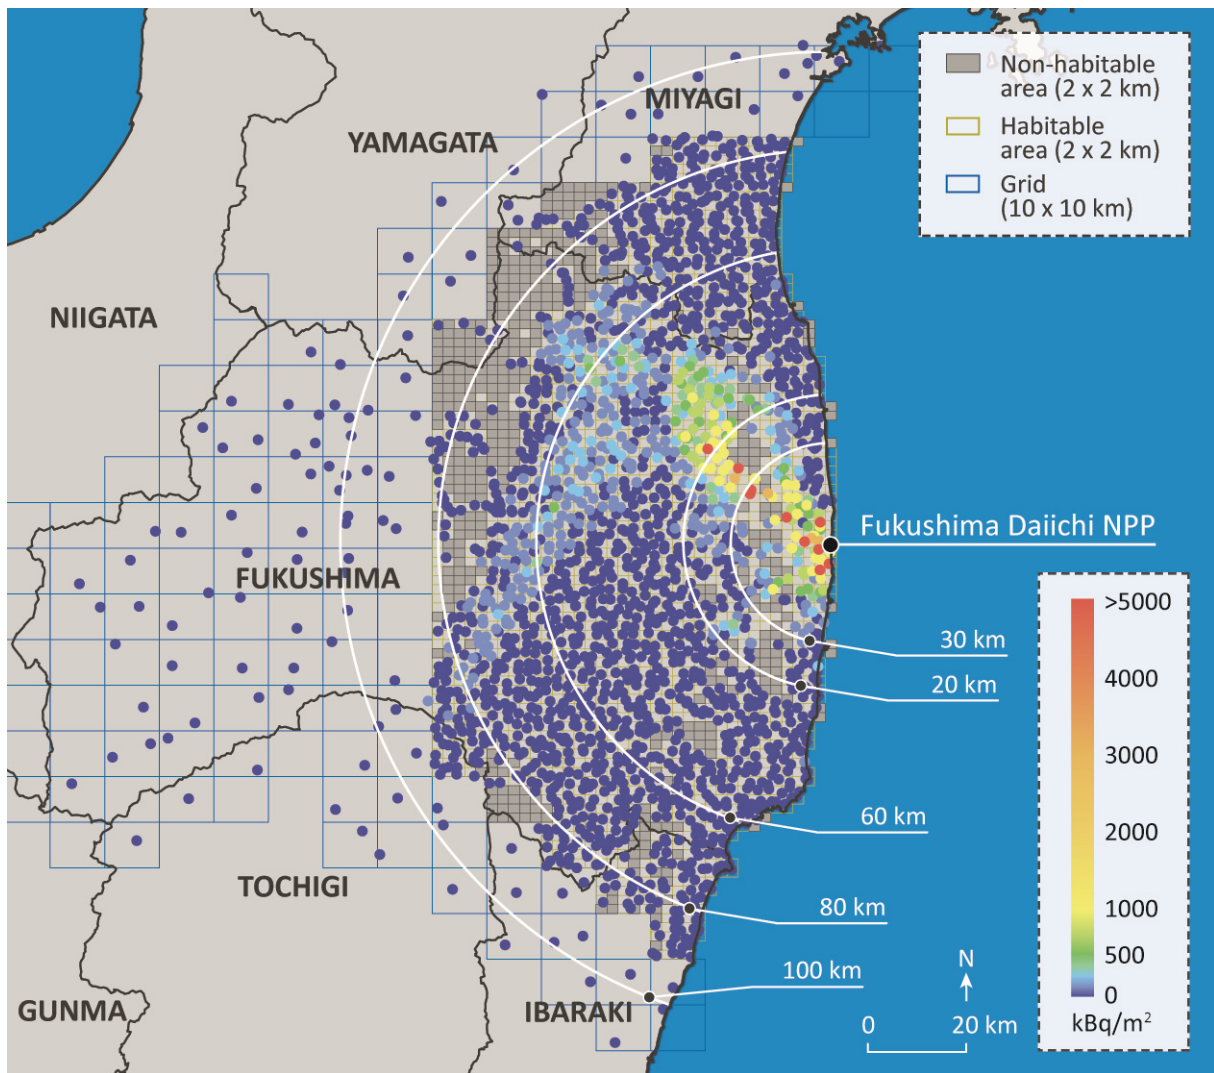 MIYAGI
YAMAGATA
NIIGATA
FUKUSHIMA
TOCHIGI
GUNMA
IBARAKI
Non-habitable
area (2 x 2 km)
Habitable
area (2 x 2 km)
Grid
(10 x 10 km)
Fukushima Daiichi NPP
30 km
20 km
60 km
80 km
100 km
N
0 20 km
>5000
4000
3000
2000
1000
500
0
kBq/m²